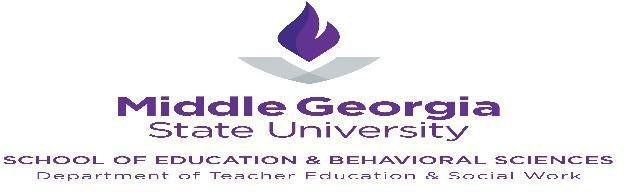 Middle Georgia
State University
SCHOOL OF EDUCATION & BEHAVIORAL SCIENCES
Department of Teacher Education & Social Work